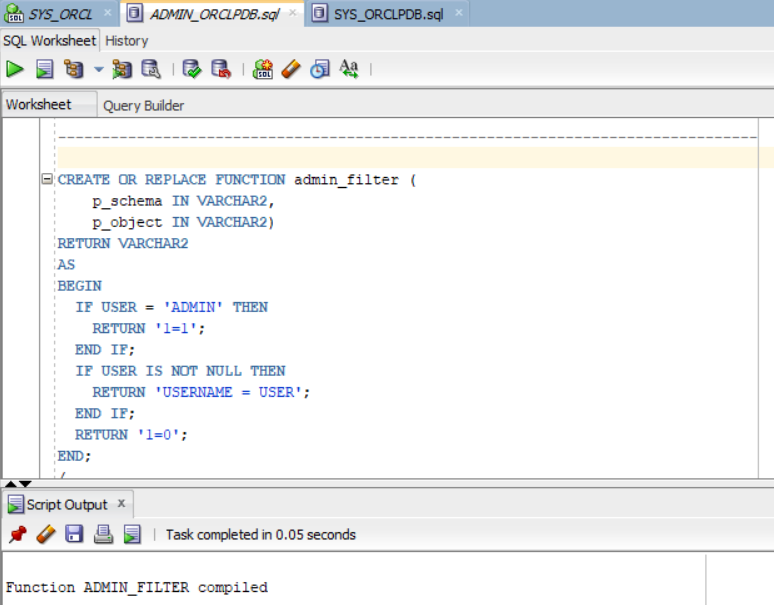 SYS_ORCL × ADMIN_ORCLPDB.sql × SYS_ORCLPDB.sql ×
SQL Worksheet History
Worksheet Query Builder
--------------------------------------------------------------------------------
CREATE OR REPLACE FUNCTION admin_filter (
    p_schema IN VARCHAR2,
    p_object IN VARCHAR2)
RETURN VARCHAR2
AS
BEGIN
  IF USER = 'ADMIN' THEN
    RETURN '1=1';
  END IF;
  IF USER IS NOT NULL THEN
    RETURN 'USERNAME = USER';
  END IF;
  RETURN '1=0';
END;
/
Script Output ×
Task completed in 0.05 seconds
Function ADMIN_FILTER compiled